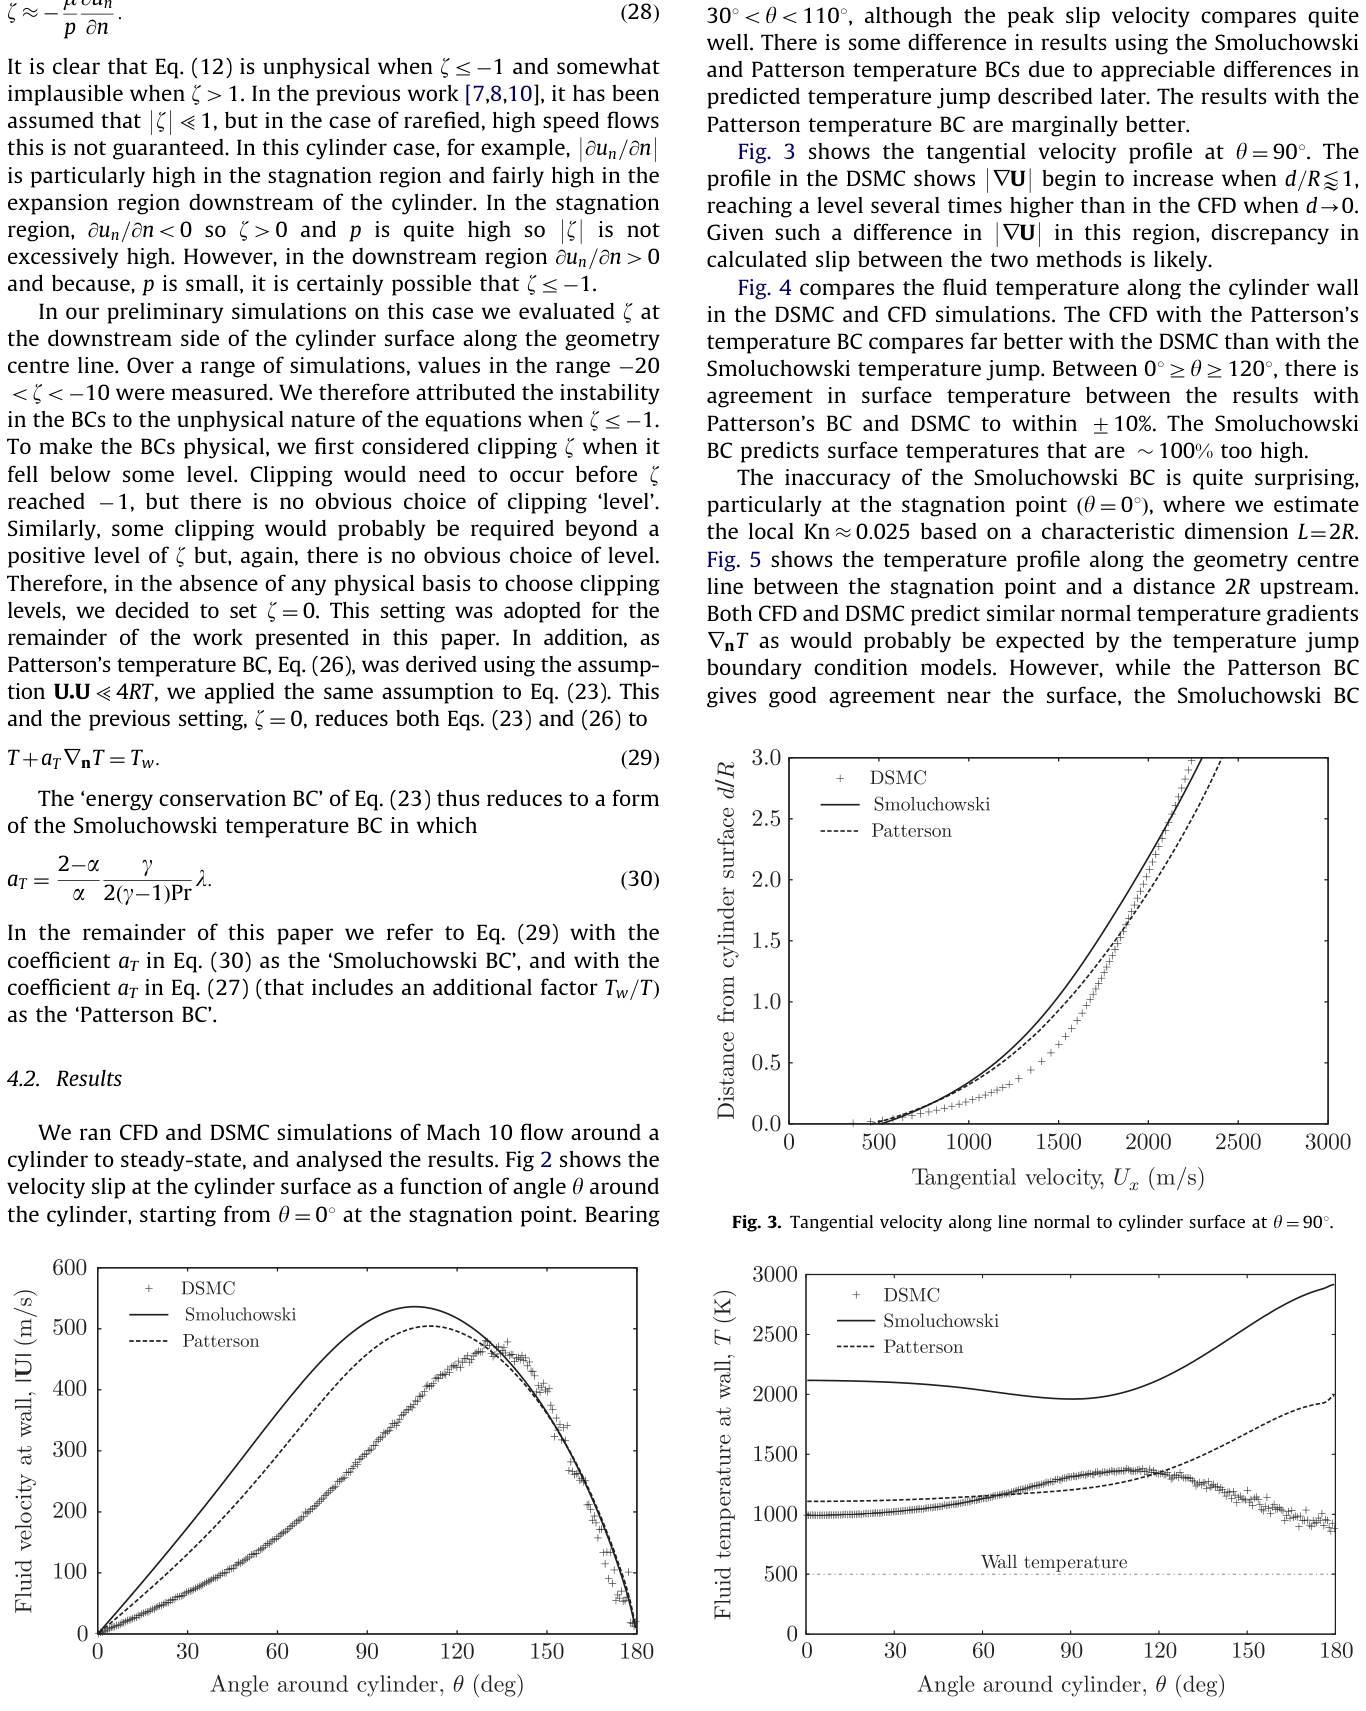 ζ ≈ − μ/p ∂uₙ/∂n . (28)
It is clear that Eq. (12) is unphysical when ζ ≤ −1 and somewhat
implausible when ζ > 1. In the previous work [7,8,10], it has been
assumed that |ζ| ≪ 1, but in the case of rarefied, high speed flows
this is not guaranteed. In this cylinder case, for example, |∂uₙ/∂n|
is particularly high in the stagnation region and fairly high in the
expansion region downstream of the cylinder. In the stagnation
region, ∂uₙ/∂n < 0 so ζ > 0 and p is quite high so |ζ| is not
excessively high. However, in the downstream region ∂uₙ/∂n > 0
and because, p is small, it is certainly possible that ζ ≤ −1.
In our preliminary simulations on this case we evaluated ζ at
the downstream side of the cylinder surface along the geometry
centre line. Over a range of simulations, values in the range −20
< ζ < −10 were measured. We therefore attributed the instability
in the BCs to the unphysical nature of the equations when ζ ≤ −1.
To make the BCs physical, we first considered clipping ζ when it
fell below some level. Clipping would need to occur before ζ
reached −1, but there is no obvious choice of clipping ‘level’.
Similarly, some clipping would probably be required beyond a
positive level of ζ but, again, there is no obvious choice of level.
Therefore, in the absence of any physical basis to choose clipping
levels, we decided to set ζ = 0. This setting was adopted for the
remainder of the work presented in this paper. In addition, as
Patterson’s temperature BC, Eq. (26), was derived using the assump-
tion U.U ≪ 4RT, we applied the same assumption to Eq. (23). This
and the previous setting, ζ = 0, reduces both Eqs. (23) and (26) to
T + a_T ∇ₙT = T_w. (29)
The ‘energy conservation BC’ of Eq. (23) thus reduces to a form
of the Smoluchowski temperature BC in which
a_T = (2−α)/α γ/(2(γ−1)Pr) λ. (30)
In the remainder of this paper we refer to Eq. (29) with the
coefficient a_T in Eq. (30) as the ‘Smoluchowski BC’, and with the
coefficient a_T in Eq. (27) (that includes an additional factor T_w/T)
as the ‘Patterson BC’.
4.2. Results
We ran CFD and DSMC simulations of Mach 10 flow around a
cylinder to steady-state, and analysed the results. Fig 2 shows the
velocity slip at the cylinder surface as a function of angle θ around
the cylinder, starting from θ = 0° at the stagnation point. Bearing
600
500
400
300
200
100
0
Fluid velocity at wall, |U| (m/s)
DSMC
Smoluchowski
Patterson
0 30 60 90 120 150 180
Angle around cylinder, θ (deg)
30° < θ < 110°, although the peak slip velocity compares quite
well. There is some difference in results using the Smoluchowski
and Patterson temperature BCs due to appreciable differences in
predicted temperature jump described later. The results with the
Patterson temperature BC are marginally better.
Fig. 3 shows the tangential velocity profile at θ = 90°. The
profile in the DSMC shows |∇U| begin to increase when d/R ⪅ 1,
reaching a level several times higher than in the CFD when d → 0.
Given such a difference in |∇U| in this region, discrepancy in
calculated slip between the two methods is likely.
Fig. 4 compares the fluid temperature along the cylinder wall
in the DSMC and CFD simulations. The CFD with the Patterson’s
temperature BC compares far better with the DSMC than with the
Smoluchowski temperature jump. Between 0° ≥ θ ≥ 120°, there is
agreement in surface temperature between the results with
Patterson’s BC and DSMC to within ±10%. The Smoluchowski
BC predicts surface temperatures that are ~100% too high.
The inaccuracy of the Smoluchowski BC is quite surprising,
particularly at the stagnation point (θ = 0°), where we estimate
the local Kn ≈ 0.025 based on a characteristic dimension L=2R.
Fig. 5 shows the temperature profile along the geometry centre
line between the stagnation point and a distance 2R upstream.
Both CFD and DSMC predict similar normal temperature gradients
∇ₙT as would probably be expected by the temperature jump
boundary condition models. However, while the Patterson BC
gives good agreement near the surface, the Smoluchowski BC
3.0
2.5
2.0
1.5
1.0
0.5
0.0
Distance from cylinder surface d/R
DSMC
Smoluchowski
Patterson
0 500 1000 1500 2000 2500 3000
Tangential velocity, Uₓ (m/s)
Fig. 3. Tangential velocity along line normal to cylinder surface at θ = 90°.
3000
2500
2000
1500
1000
500
0
Fluid temperature at wall, T (K)
DSMC
Smoluchowski
Patterson
Wall temperature
0 30 60 90 120 150 180
Angle around cylinder, θ (deg)